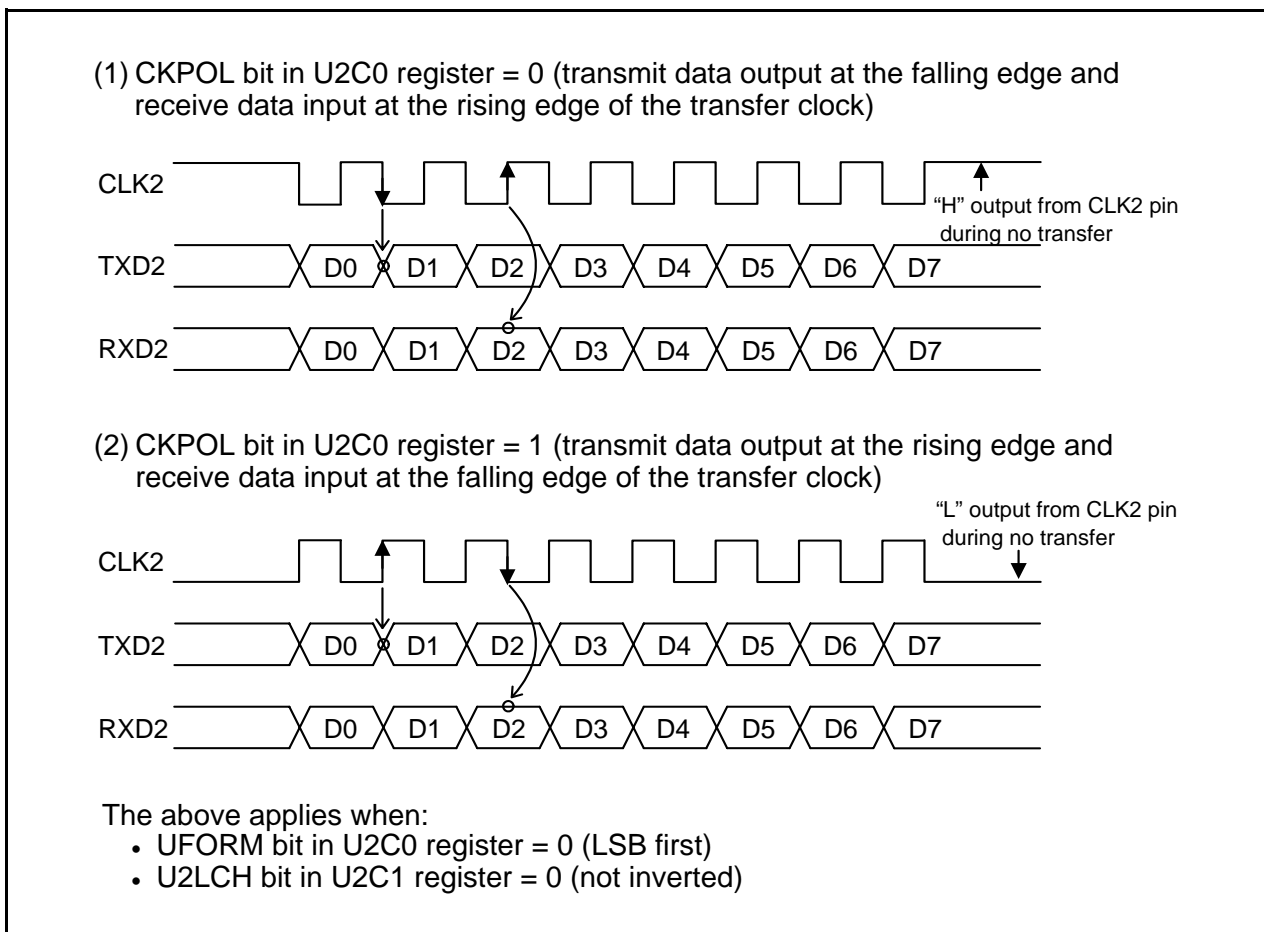 (1) CKPOL bit in U2C0 register = 0 (transmit data output at the falling edge and
receive data input at the rising edge of the transfer clock)
CLK2
“H” output from CLK2 pin
during no transfer
TXD2 D0 D1 D2 D3 D4 D5 D6 D7
RXD2 D0 D1 D2 D3 D4 D5 D6 D7
(2) CKPOL bit in U2C0 register = 1 (transmit data output at the rising edge and
receive data input at the falling edge of the transfer clock)
“L” output from CLK2 pin
during no transfer
CLK2
TXD2 D0 D1 D2 D3 D4 D5 D6 D7
RXD2 D0 D1 D2 D3 D4 D5 D6 D7
The above applies when:
• UFORM bit in U2C0 register = 0 (LSB first)
• U2LCH bit in U2C1 register = 0 (not inverted)